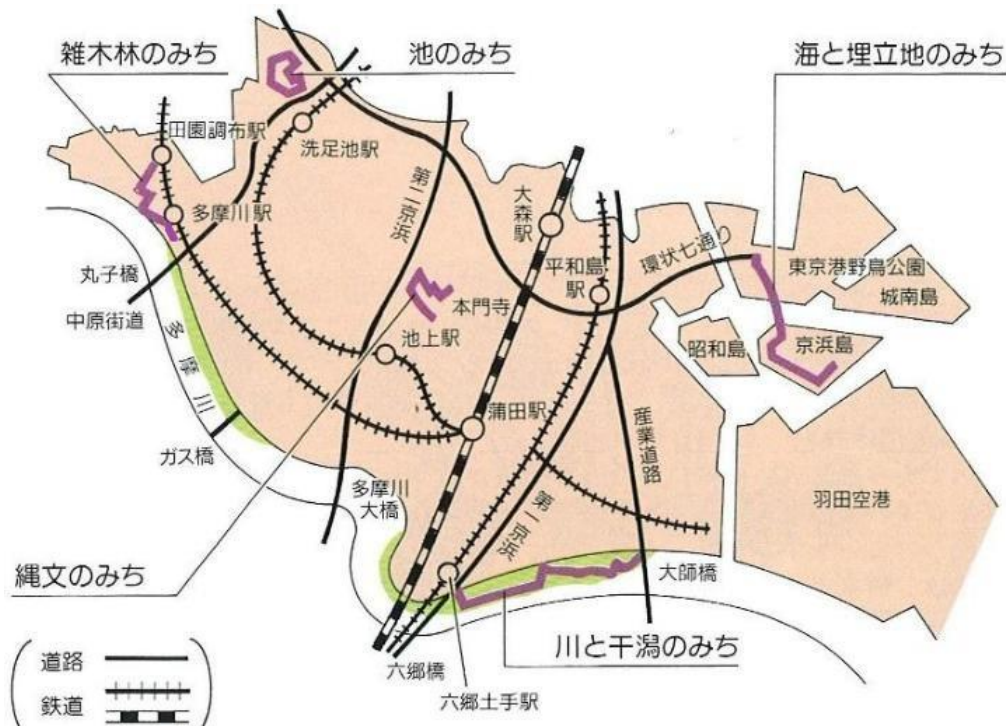 雑木林のみち
池のみち
海と埋立地のみち
田園調布駅
洗足池駅
第二京浜
大森駅
多摩川駅
環状七通り
東京港野鳥公園
平和島駅
城南島
丸子橋
本門寺
中原街道
池上駅
昭和島
京浜島
多摩川
蒲田駅
産業道路
ガス橋
羽田空港
多摩川
大橋
第一京浜
縄文のみち
大師橋
川と干潟のみち
道路
六郷橋
鉄道
六郷土手駅